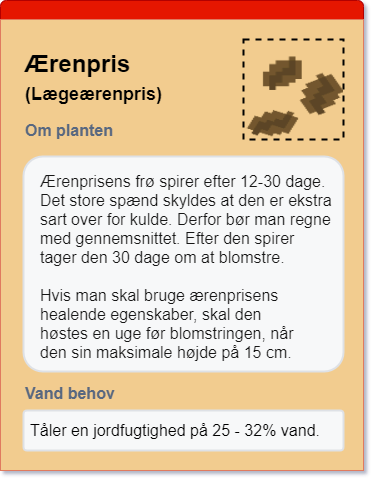 Ærenpris
(Lægeærenpris)
Om planten
Ærenprisens frø spirer efter 12-30 dage.
Det store spænd skyldes at den er ekstra
sart over for kulde. Derfor bør man regne
med gennemsnittet. Efter den spirer
tager den 30 dage om at blomstre.
Hvis man skal bruge ærenprisens
healende egenskaber, skal den
høstes en uge før blomstringen, når
den sin maksimale højde på 15 cm.
Vand behov
Tåler en jordfugtighed på 25 - 32% vand.